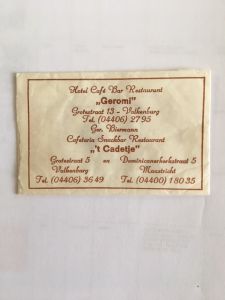 Hotel Café Bar Restaurant
„Geromi"
Grotestraat 13 - Valkenburg
Tel. (04406) 2795
Ger. Biermann
Cafetaria Snackbar Restaurant
„'t Cadetje"
Grotestraat 5 en Dominicanerkerkstraat 5
Valkenburg Maastricht
Tel. (04406) 3649 Tel. (04400) 18035